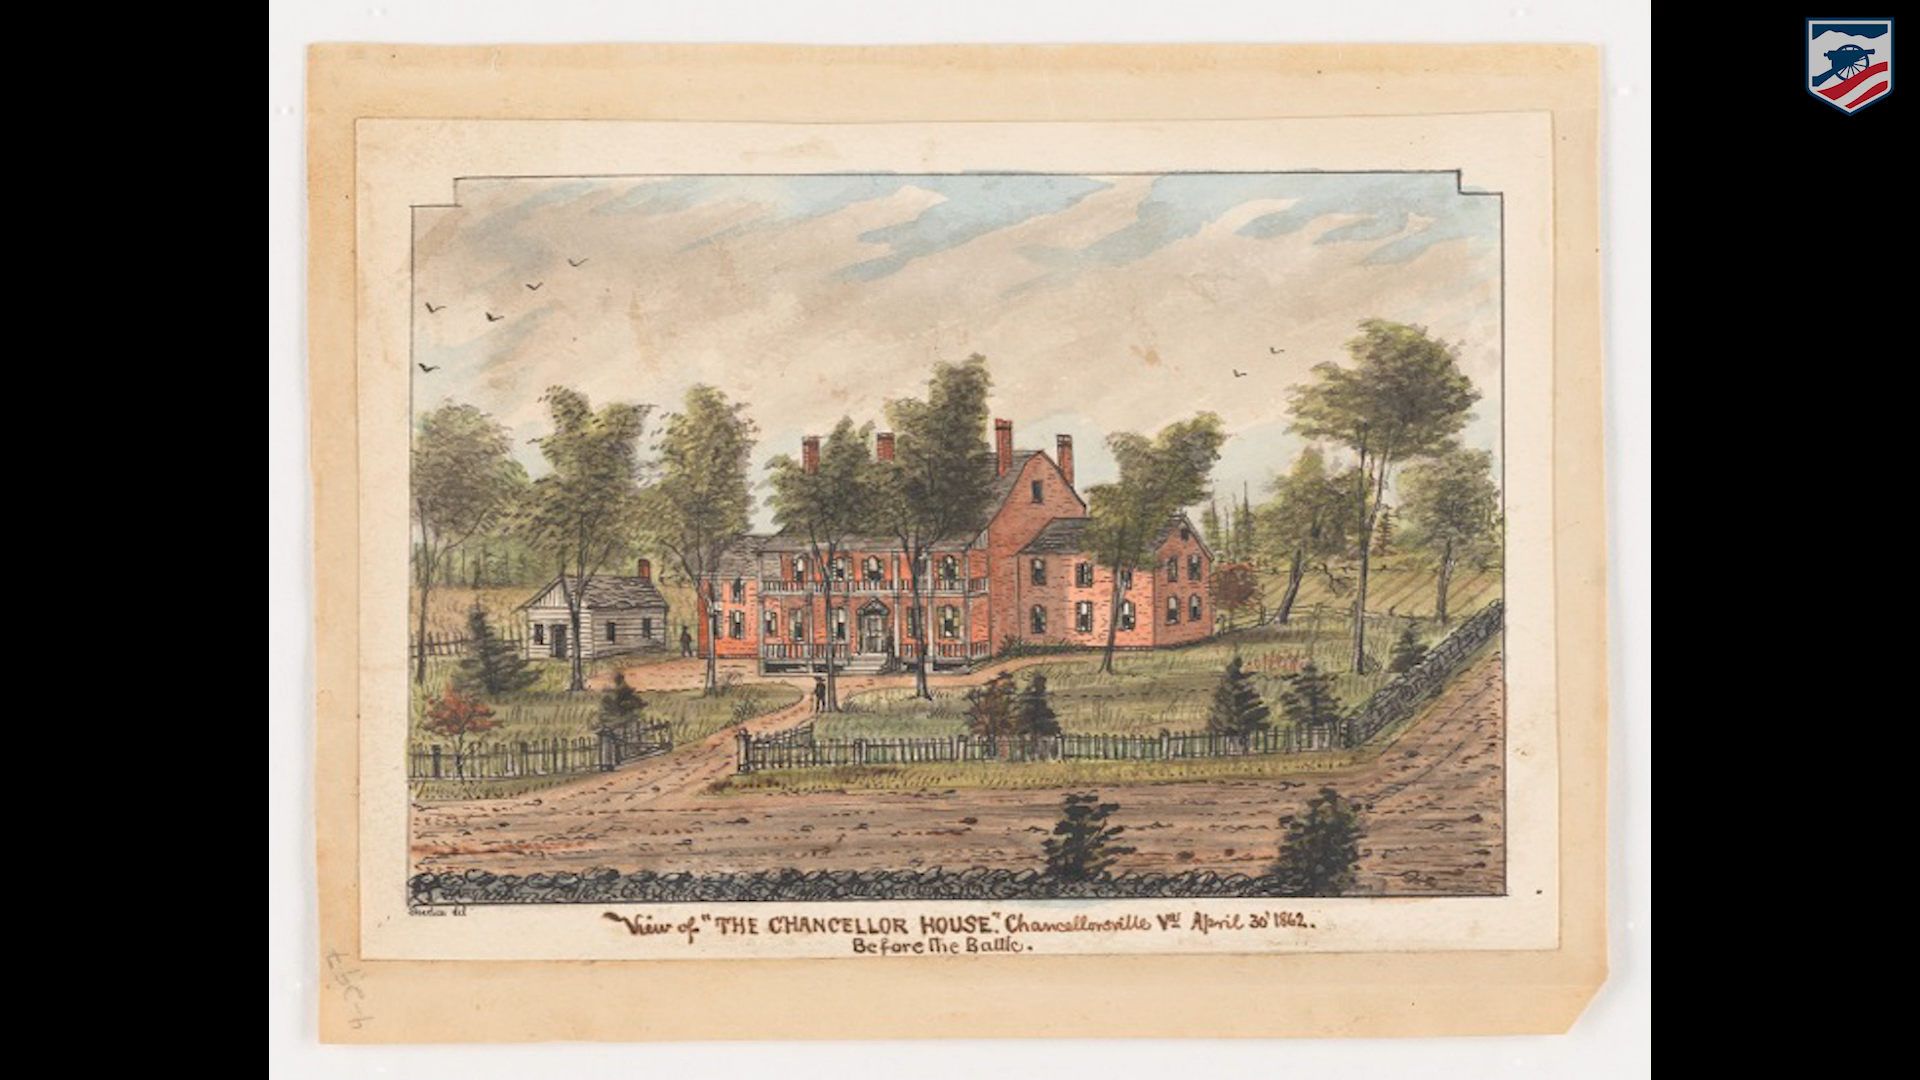 View of "THE CHANCELLOR HOUSE". Chancellorsville Va. April 30' 1862.
Before the Battle.